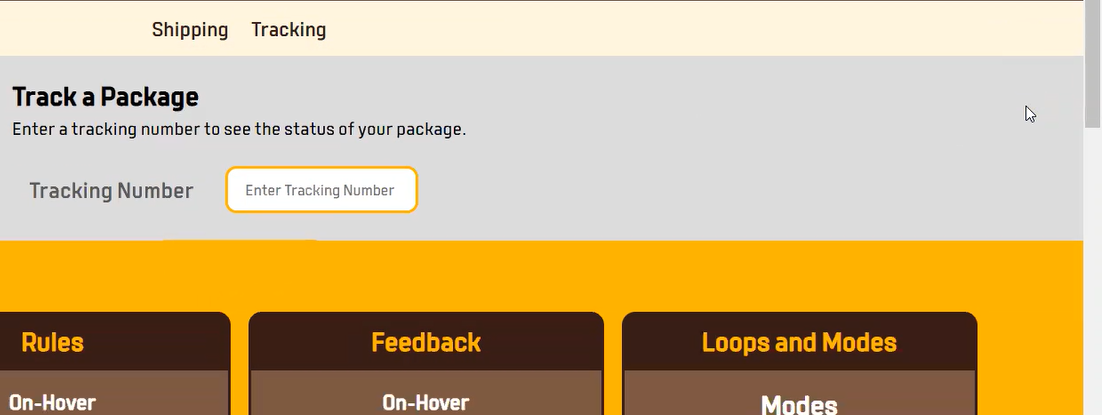 Shipping Tracking
Track a Package
Enter a tracking number to see the status of your package.
Tracking Number Enter Tracking Number
Rules Feedback Loops and Modes
On-Hover On-Hover Modes